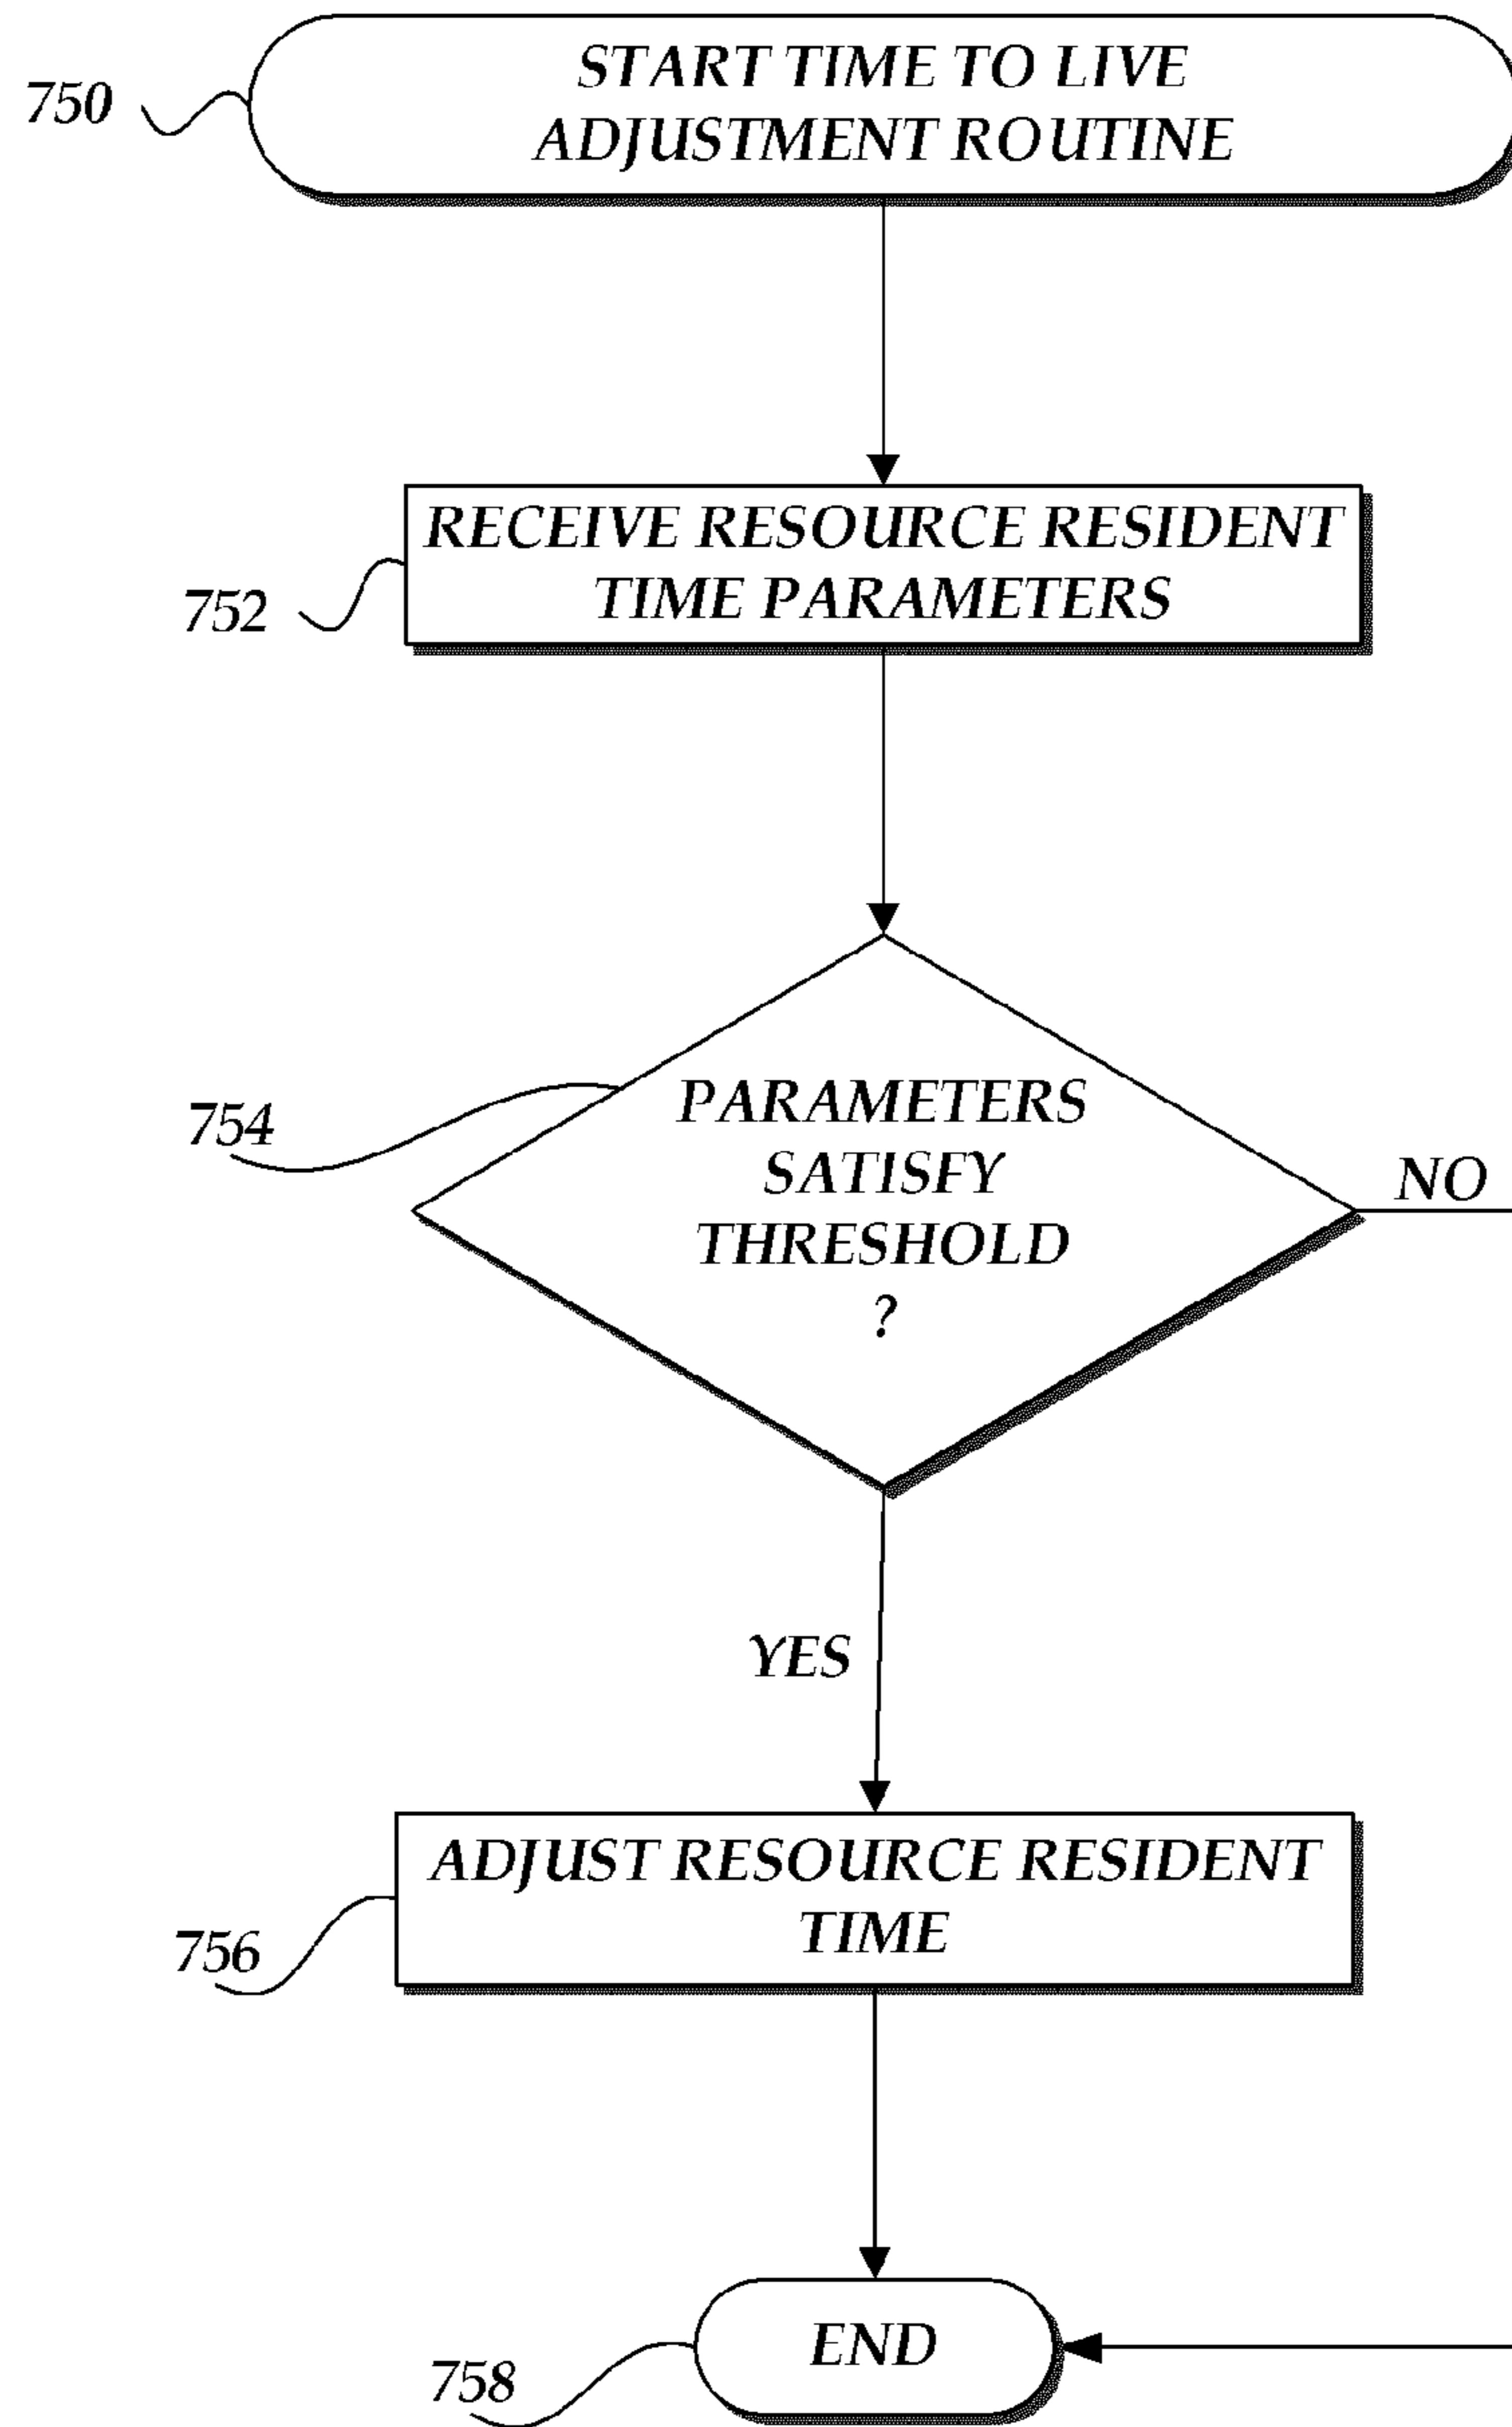 750
START TIME TO LIVE
ADJUSTMENT ROUTINE
RECEIVE RESOURCE RESIDENT
TIME PARAMETERS
752
754
PARAMETERS
SATISFY
THRESHOLD
?
NO
YES
ADJUST RESOURCE RESIDENT
TIME
756
END
758